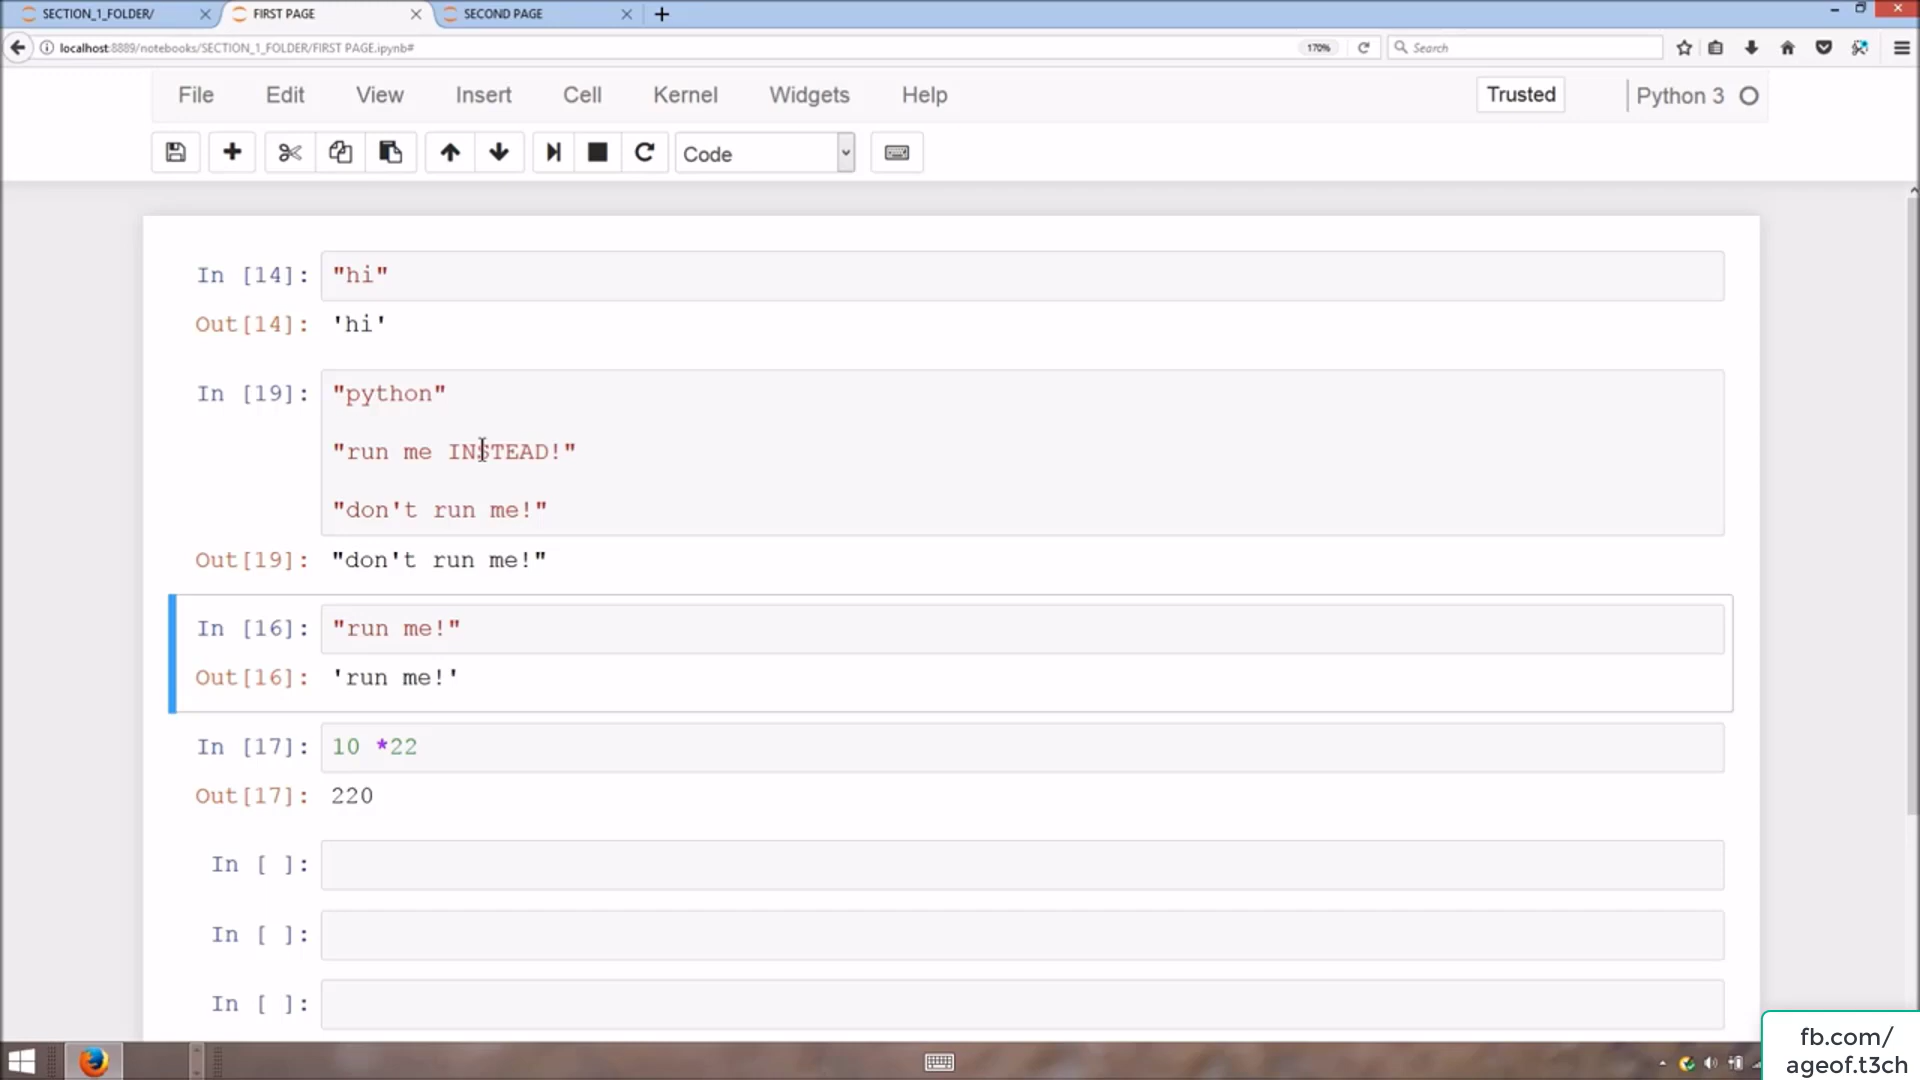 SECTION_1_FOLDER/
FIRST PAGE
SECOND PAGE
localhost:8889/notebooks/SECTION_1_FOLDER/FIRST PAGE.ipynb#
170%
Search
File Edit View Insert Cell Kernel Widgets Help
Trusted
Python 3
Code
In [14]: "hi"
Out[14]: 'hi'
In [19]: "python"
"run me INSTEAD!"
"don't run me!"
Out[19]: "don't run me!"
In [16]: "run me!"
Out[16]: 'run me!'
In [17]: 10 *22
Out[17]: 220
In [ ]:
In [ ]:
In [ ]:
fb.com/
ageof.t3ch